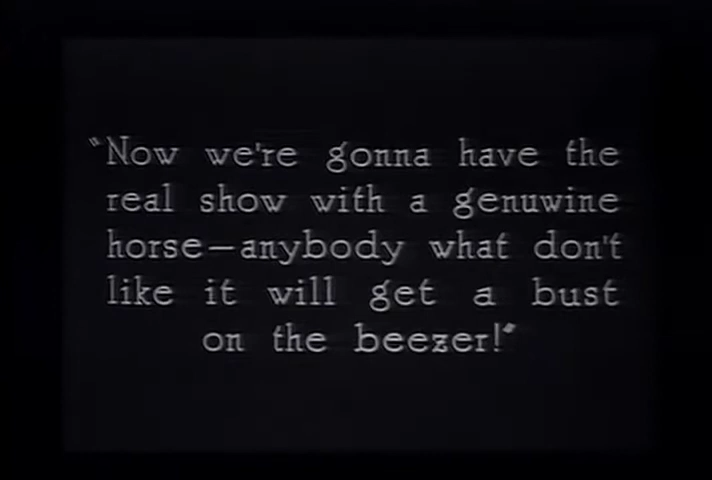 "Now we're gonna have the
real show with a genuwine
horse—anybody what don't
like it will get a bust
on the beezer!"